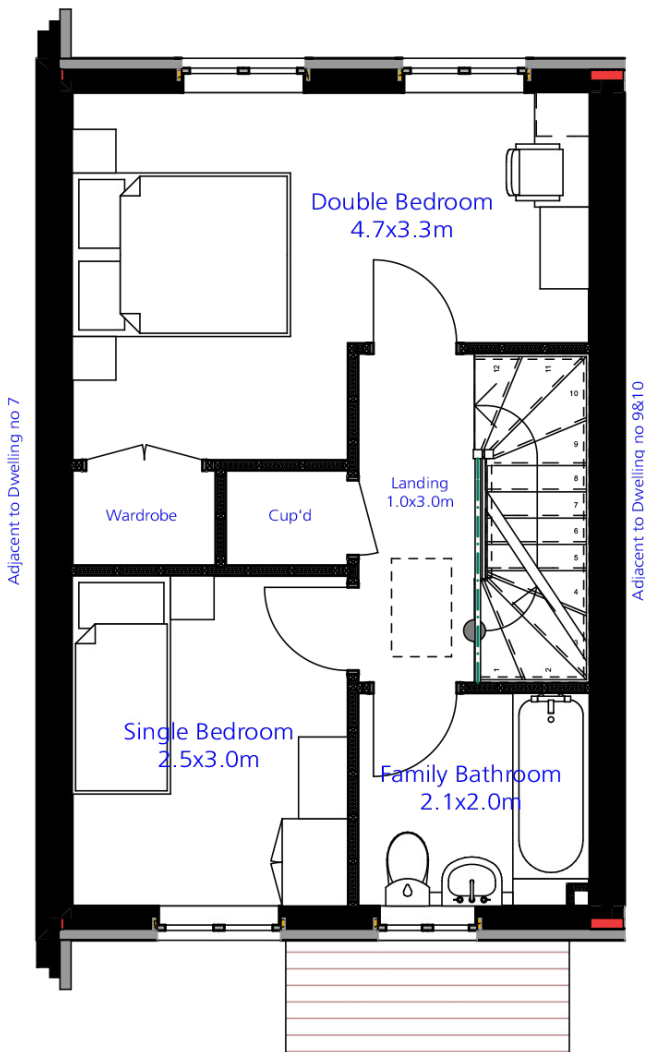 Double Bedroom
4.7x3.3m
12
11
10
9
8
7
6
5
4
3
2
1
Landing
1.0x3.0m
Wardrobe
Cup'd
Adjacent to Dwelling no 7
Adjacent to Dwelling no 9&10
Single Bedroom
2.5x3.0m
Family Bathroom
2.1x2.0m